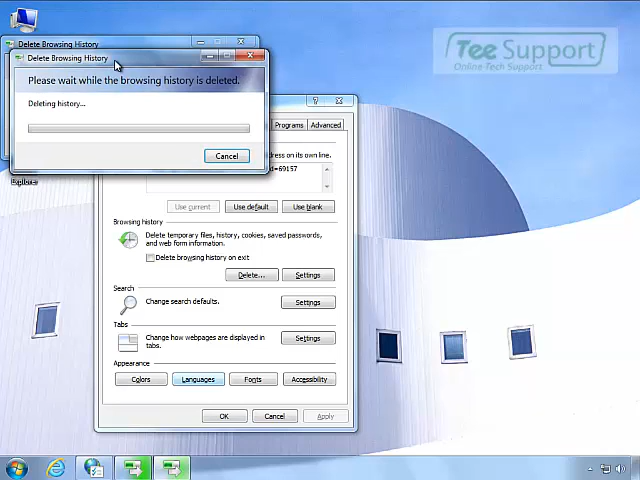 Delete Browsing History
Delete Browsing History
Please wait while the browsing history is deleted.
Deleting history...
Cancel
Tee Support
Online-Tech Support
Programs
Advanced
address on its own line.
=69157
Explorer
Use current
Use default
Use blank
Browsing history
Delete temporary files, history, cookies, saved passwords,
and web form information.
Delete browsing history on exit
Delete...
Settings
Search
Change search defaults.
Settings
Tabs
Change how webpages are displayed in
tabs.
Settings
Appearance
Colors
Languages
Fonts
Accessibility
OK
Cancel
Apply